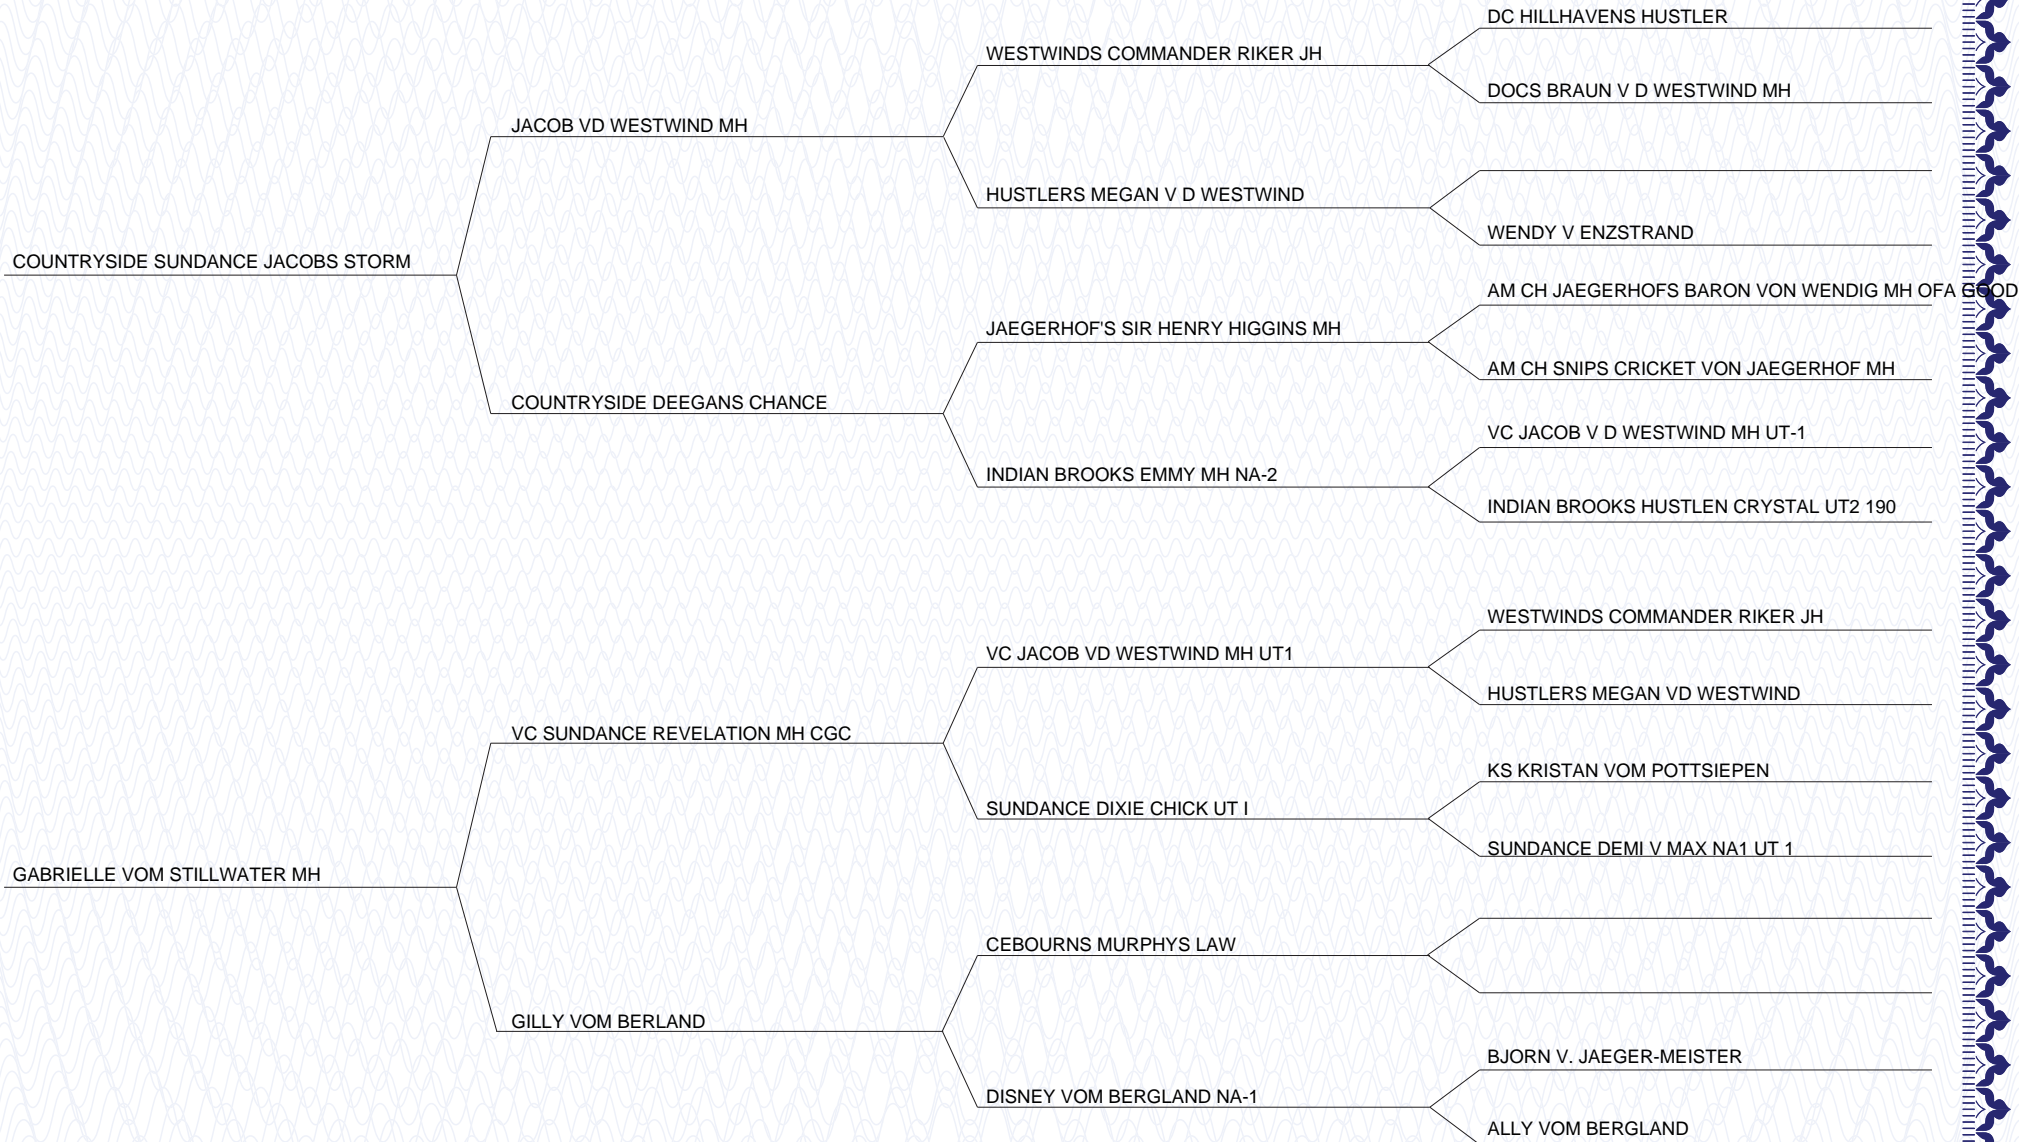 DC HILLHAVENS HUSTLER
WESTWINDS COMMANDER RIKER JH
DOCS BRAUN V D WESTWIND MH
JACOB VD WESTWIND MH
HUSTLERS MEGAN V D WESTWIND
WENDY V ENZSTRAND
COUNTRYSIDE SUNDANCE JACOBS STORM
AM CH JAEGERHOFS BARON VON WENDIG MH OFA GOOD
JAEGERHOF'S SIR HENRY HIGGINS MH
AM CH SNIPS CRICKET VON JAEGERHOF MH
COUNTRYSIDE DEEGANS CHANCE
VC JACOB V D WESTWIND MH UT-1
INDIAN BROOKS EMMY MH NA-2
INDIAN BROOKS HUSTLEN CRYSTAL UT2 190
WESTWINDS COMMANDER RIKER JH
VC JACOB VD WESTWIND MH UT1
HUSTLERS MEGAN VD WESTWIND
VC SUNDANCE REVELATION MH CGC
KS KRISTAN VOM POTTSIEPEN
SUNDANCE DIXIE CHICK UT I
SUNDANCE DEMI V MAX NA1 UT 1
GABRIELLE VOM STILLWATER MH
CEBOURNS MURPHYS LAW
GILLY VOM BERLAND
BJORN V. JAEGER-MEISTER
DISNEY VOM BERGLAND NA-1
ALLY VOM BERGLAND